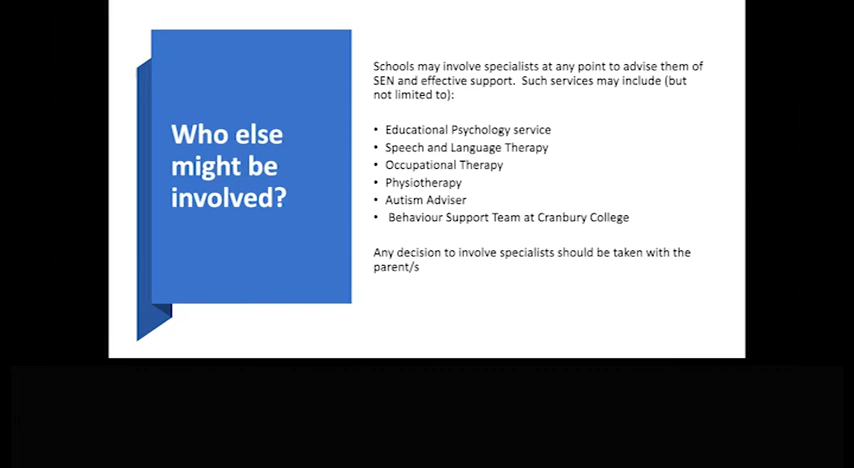 Who else
might be
involved?
Schools may involve specialists at any point to advise them of
SEN and effective support.  Such services may include (but
not limited to):
• Educational Psychology service
• Speech and Language Therapy
• Occupational Therapy
• Physiotherapy
• Autism Adviser
• Behaviour Support Team at Cranbury College
Any decision to involve specialists should be taken with the
parent/s